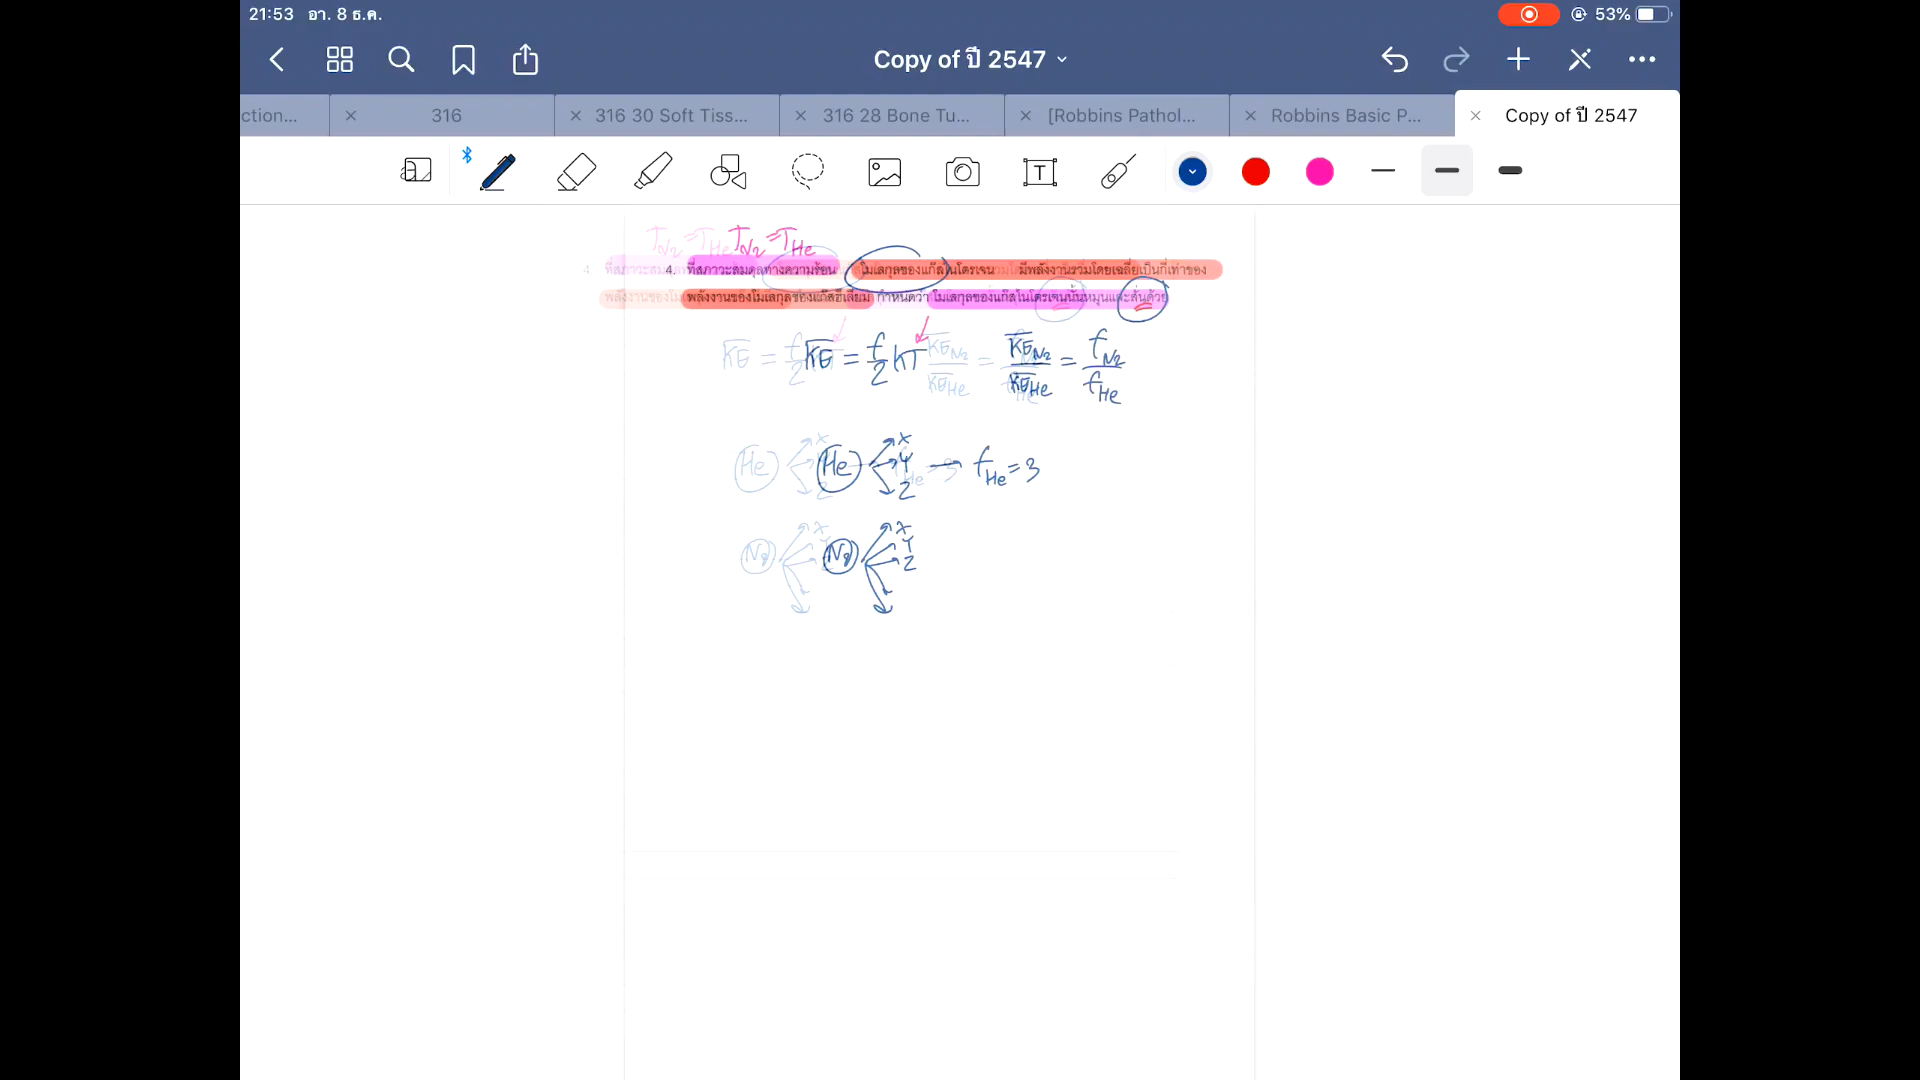 21:53 อา. 8 ธ.ค. 53%
Copy of ปี 2547
ction... 316 316 30 Soft Tiss... 316 28 Bone Tu... [Robbins Pathol... Robbins Basic P... Copy of ปี 2547
T
T_N2 = T_He
4. ที่สภาวะสมดุลทางความร้อน โมเลกุลของแก๊สไนโตรเจน มีพลังงานรวมโดยเฉลี่ยเป็นกี่เท่าของ
พลังงานของโมเลกุลของแก๊สฮีเลียม กำหนดว่า โมเลกุลของแก๊สไนโตรเจนนั้นหมุนและสั่นด้วย
K̅E̅ = f/2 kT K̅E̅_N2 / K̅E̅_He = f_N2 / f_He
He X Y Z → f_He = 3
N2 X Y Z